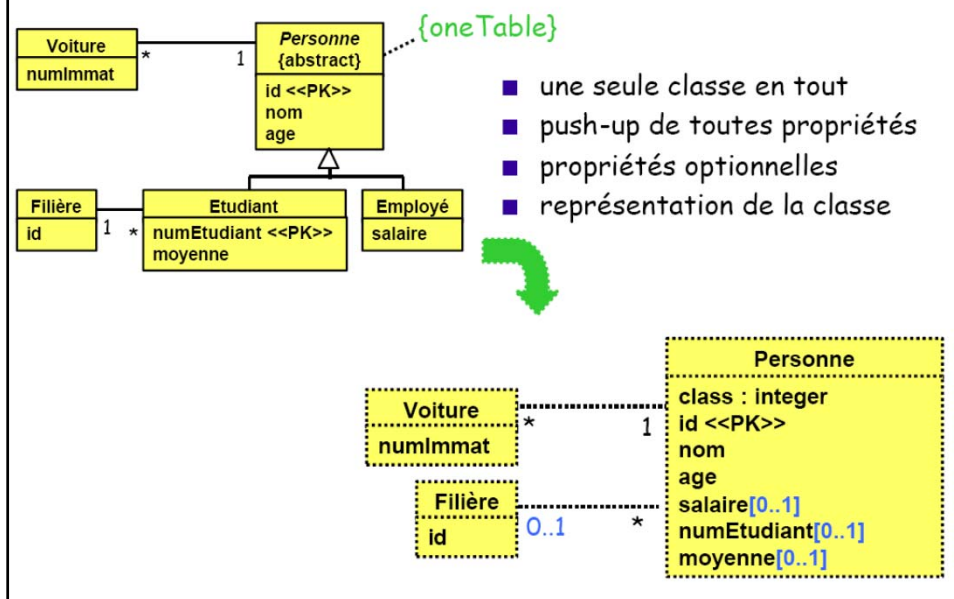 Voiture
numImmat
*
1
Personne
{abstract}
id <<PK>>
nom
age
{oneTable}
Filière
id
1
*
Etudiant
numEtudiant <<PK>>
moyenne
Employé
salaire
une seule classe en tout
push-up de toutes propriétés
propriétés optionnelles
représentation de la classe
Voiture
numImmat
*
1
Filière
id
0..1
*
Personne
class : integer
id <<PK>>
nom
age
salaire[0..1]
numEtudiant[0..1]
moyenne[0..1]